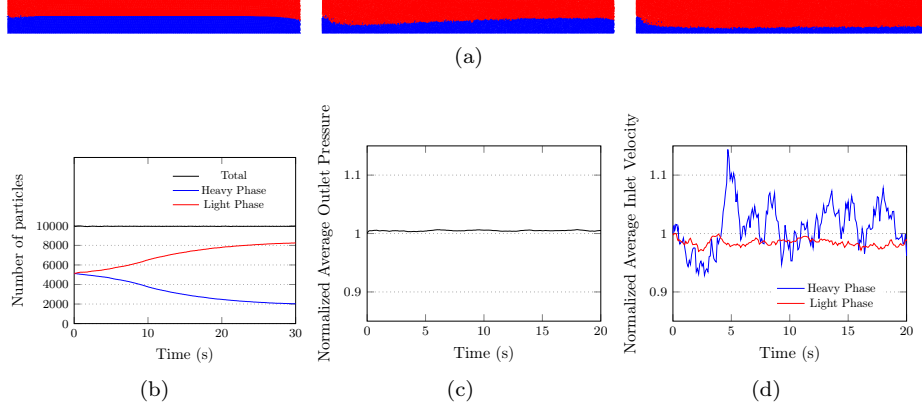 (a)
Number of particles
10000
8000
6000
4000
2000
0
0 10 20 30
Time (s)
Total
Heavy Phase
Light Phase
(b)
Normalized Average Outlet Pressure
1.1
1
0.9
0 5 10 15 20
Time (s)
(c)
Normalized Average Inlet Velocity
1.1
1
0.9
0 5 10 15 20
Time (s)
Heavy Phase
Light Phase
(d)